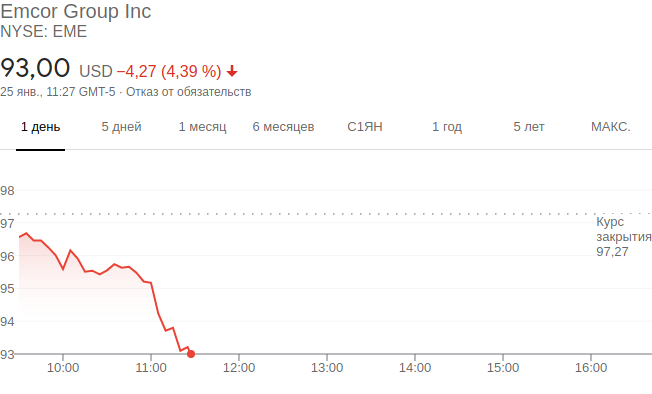 Emcor Group Inc
NYSE: EME
93,00 USD −4,27 (4,39 %)
25 янв., 11:27 GMT-5 · Отказ от обязательств
1 день 5 дней 1 месяц 6 месяцев С1ЯН 1 год 5 лет МАКС.
98
97
Курс
закрытия
97,27
96
95
94
93
10:00 11:00 12:00 13:00 14:00 15:00 16:00